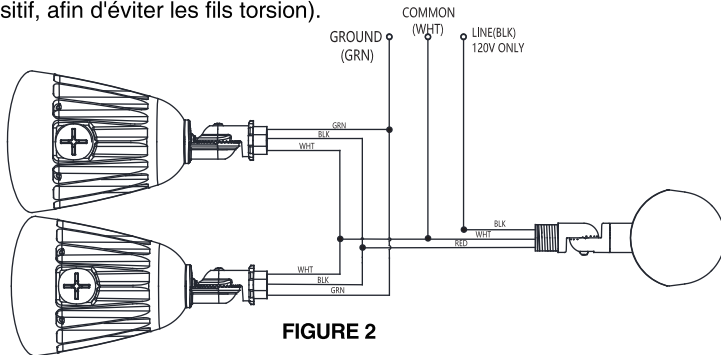 sitif, afin d'éviter les fils torsion).
COMMON
(WHT)
GROUND
(GRN)
LINE(BLK)
120V ONLY
GRN
BLK
WHT
BLK
WHT
RED
WHT
BLK
GRN
FIGURE 2